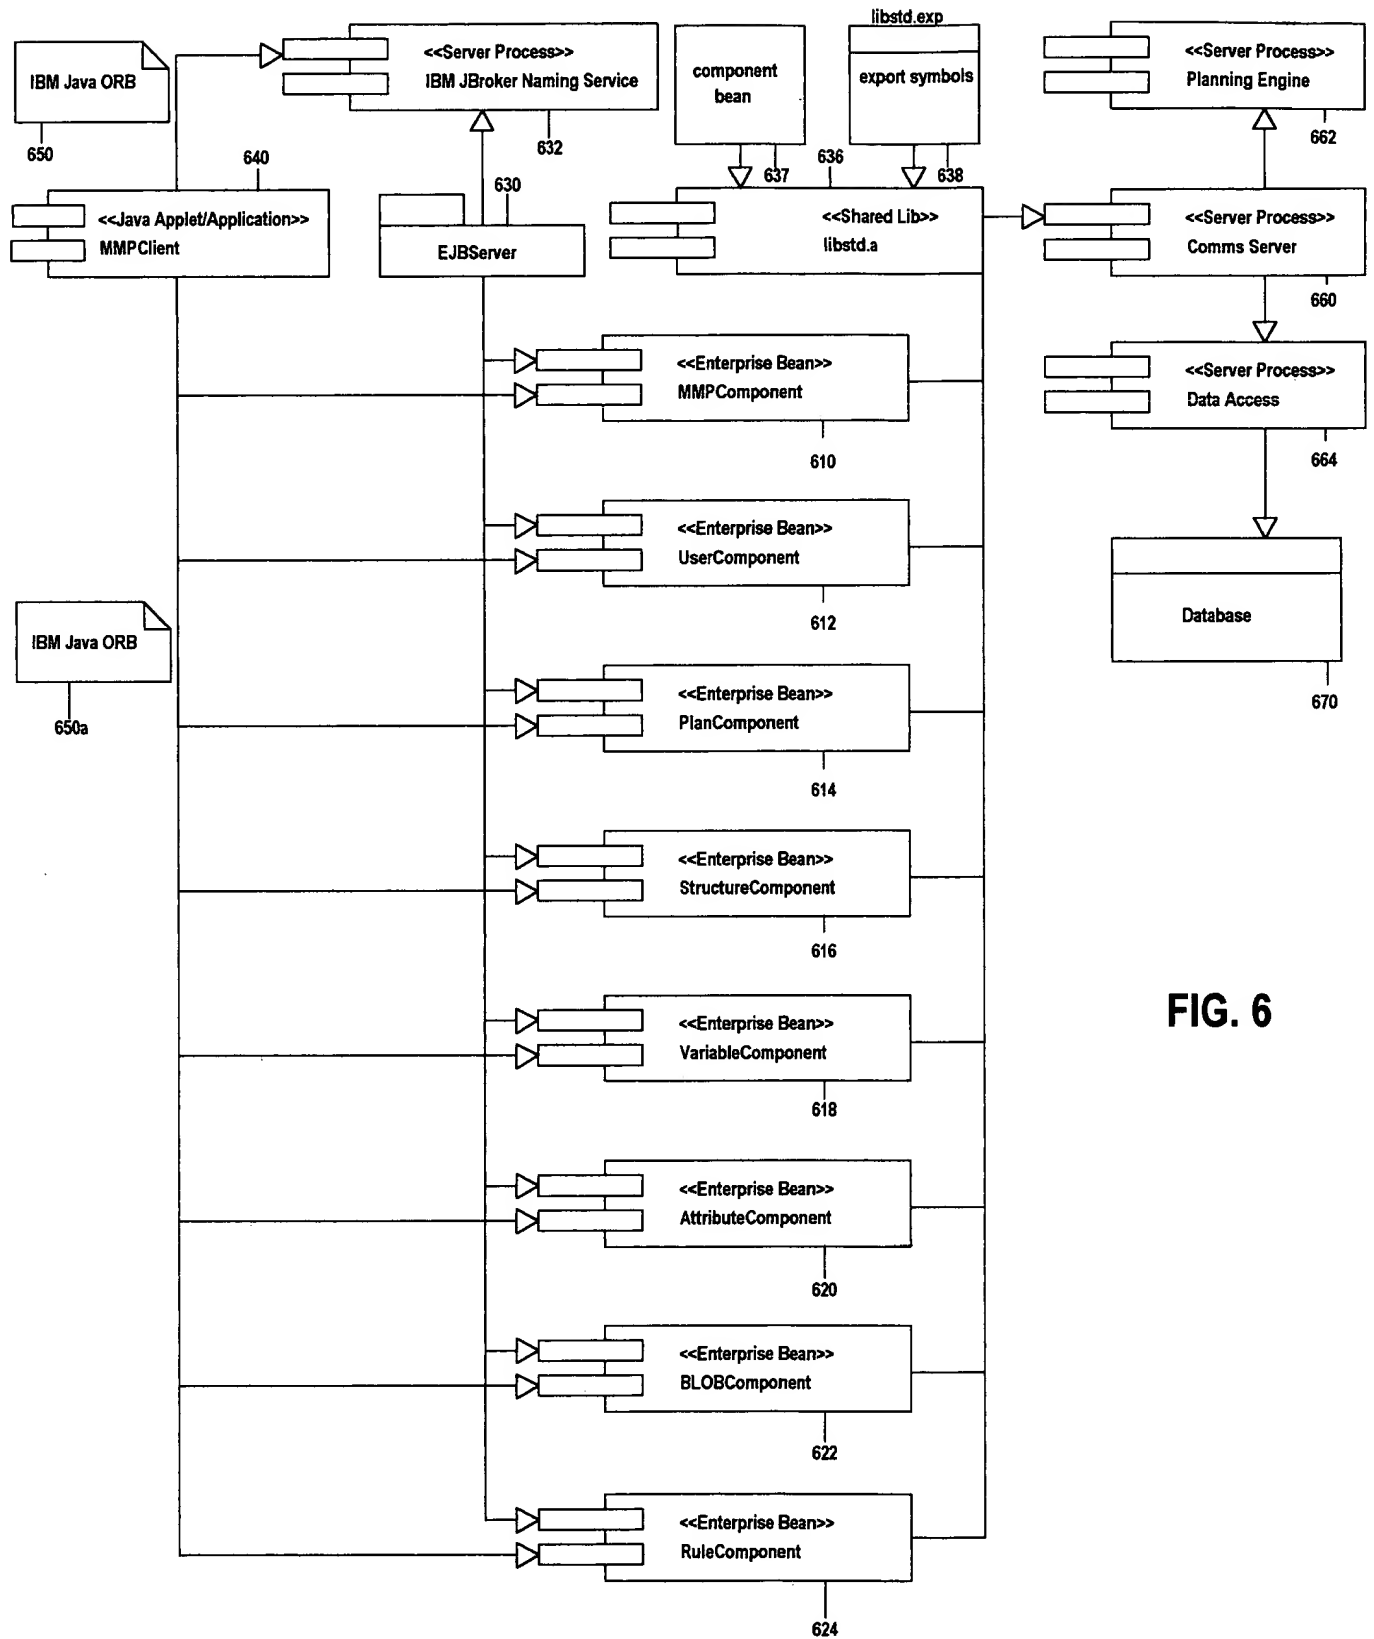 libstd.exp
IBM Java ORB
650
<<Server Process>>
IBM JBroker Naming Service
632
component
bean
637
export symbols
638
<<Server Process>>
Planning Engine
662
640
<<Java Applet/Application>>
MMPClient
630
EJBServer
636
<<Shared Lib>>
libstd.a
<<Server Process>>
Comms Server
660
<<Enterprise Bean>>
MMPComponent
610
<<Server Process>>
Data Access
664
<<Enterprise Bean>>
UserComponent
612
Database
670
IBM Java ORB
650a
<<Enterprise Bean>>
PlanComponent
614
<<Enterprise Bean>>
StructureComponent
616
<<Enterprise Bean>>
VariableComponent
618
FIG. 6
<<Enterprise Bean>>
AttributeComponent
620
<<Enterprise Bean>>
BLOBComponent
622
<<Enterprise Bean>>
RuleComponent
624